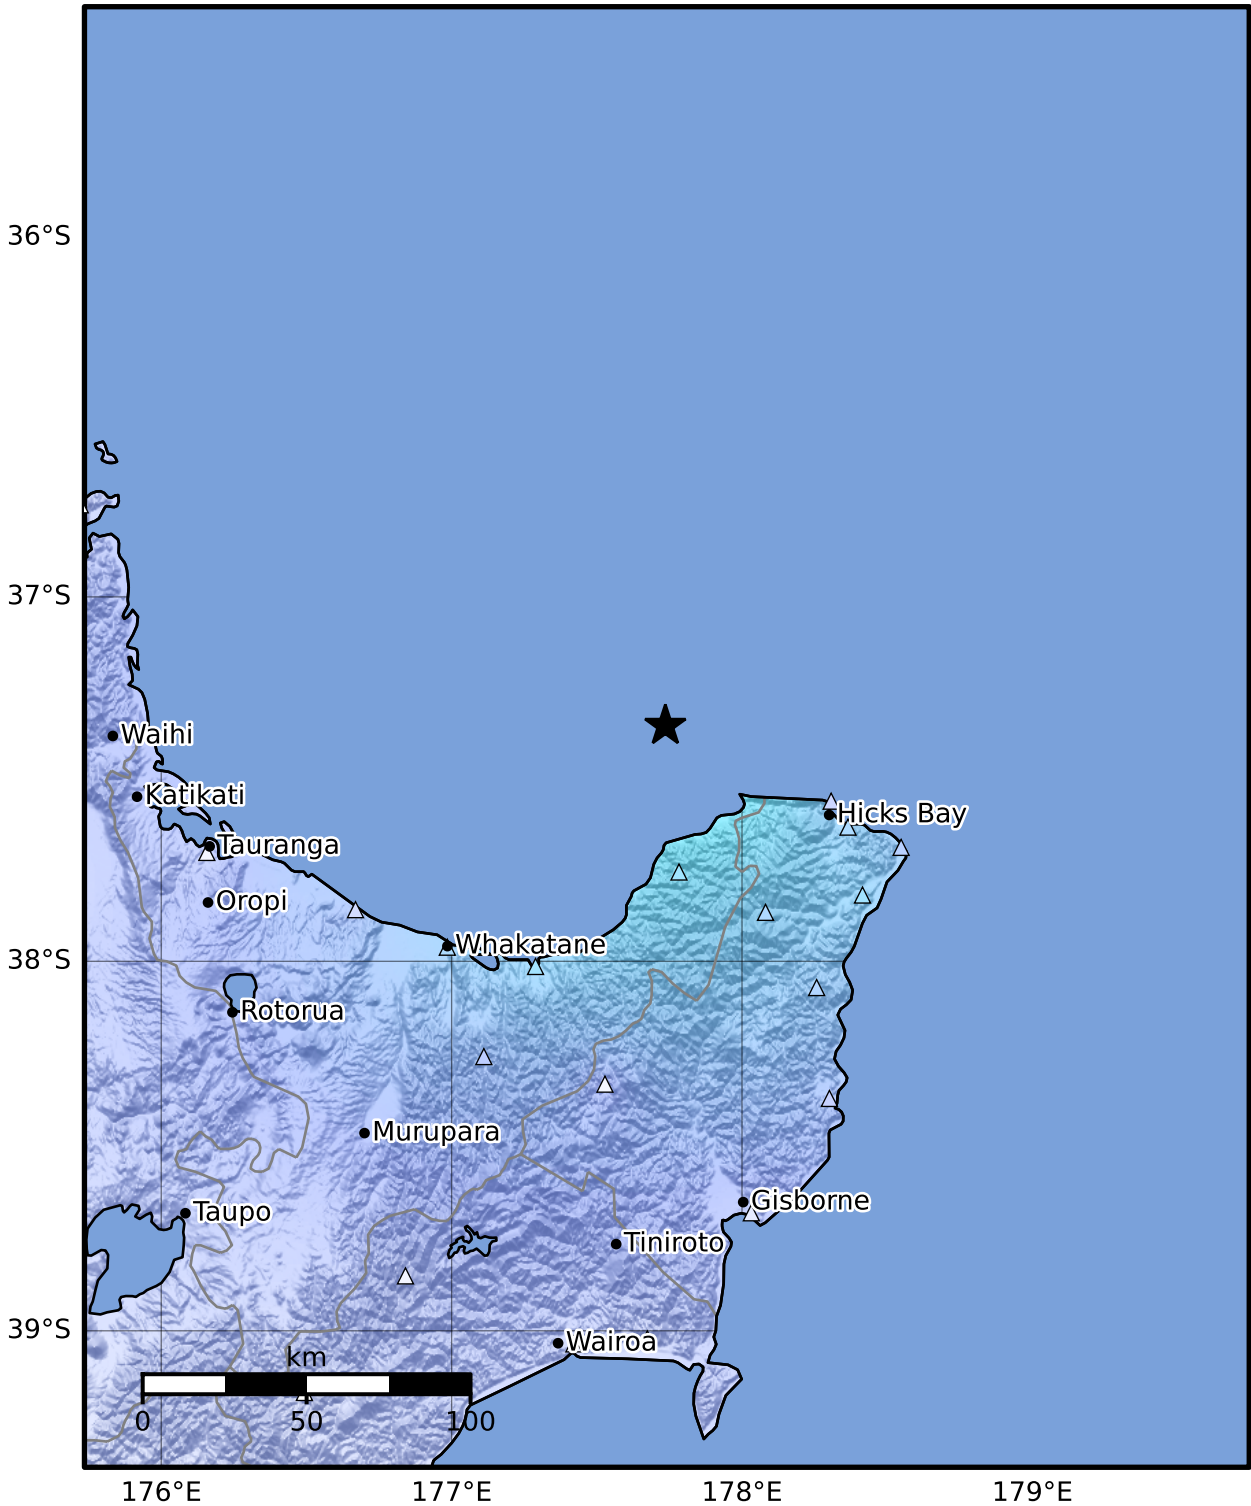 36°S
37°S
Waihi
Katikati
Hicks Bay
Tauranga
Oropi
Whakatane
38°S
Rotorua
Murupara
Gisborne
Taupo
Tiniroto
39°S
Wairoa
km
0 50 100
176°E 177°E 178°E 179°E